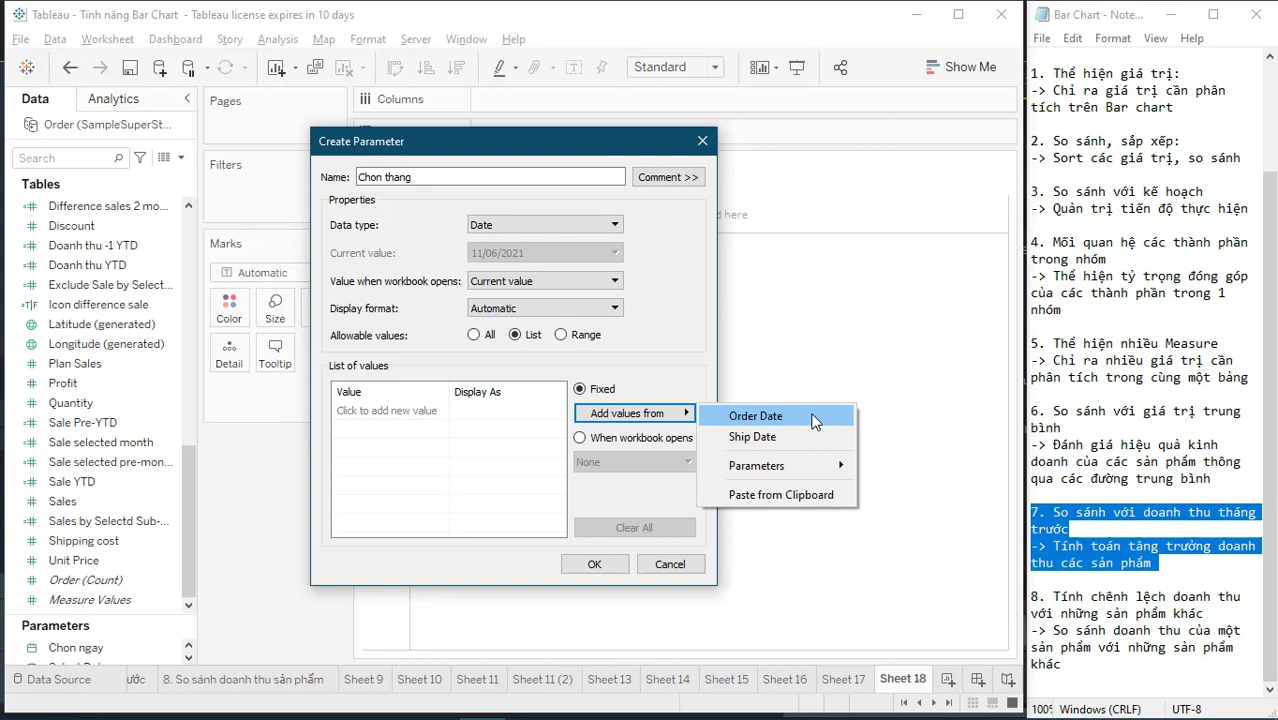 Tableau - Tính năng Bar Chart - Tableau license expires in 10 days
File Data Worksheet Dashboard Story Analysis Map Format Server Window Help
Standard
Show Me
Data Analytics
Order (SampleSuperSt...
Search
Tables
Difference sales 2 mo...
Discount
Doanh thu -1 YTD
Doanh thu YTD
Exclude Sale by Select...
Icon difference sale
Latitude (generated)
Longitude (generated)
Plan Sales
Profit
Quantity
Sale Pre-YTD
Sale selected month
Sale selected pre-mon...
Sale YTD
Sales
Sales by Selectd Sub-...
Shipping cost
Unit Price
Order (Count)
Measure Values
Parameters
Chon ngay
Pages
Filters
Marks
Automatic
Color Size
Detail Tooltip
Columns
here
Create Parameter
Name: Chon thang Comment >>
Properties
Data type: Date
Current value: 11/06/2021
Value when workbook opens: Current value
Display format: Automatic
Allowable values: All List Range
List of values
Value Display As
Click to add new value
Fixed
Add values from
When workbook opens
None
Clear All
OK Cancel
Order Date
Ship Date
Parameters
Paste from Clipboard
Data Source ước 8. So sánh doanh thu sản phẩm Sheet 9 Sheet 10 Sheet 11 Sheet 11 (2) Sheet 13 Sheet 14 Sheet 15 Sheet 16 Sheet 17 Sheet 18
Bar Chart - Note...
File Edit Format View Help
1. Thể hiện giá trị:
-> Chỉ ra giá trị cần phân
tích trên Bar chart
2. So sánh, sắp xếp:
-> Sort các giá trị, so sánh
3. So sánh với kế hoạch
-> Quản trị tiến độ thực hiện
4. Mối quan hệ các thành phần
trong nhóm
-> Thể hiện tỷ trọng đóng góp
của các thành phần trong 1
nhóm
5. Thể hiện nhiều Measure
-> Chỉ ra nhiều giá trị cần
phân tích trong cùng một bảng
6. So sánh với giá trị trung
bình
-> Đánh giá hiệu quả kinh
doanh của các sản phẩm thông
qua các đường trung bình
7. So sánh với doanh thu tháng
trước
-> Tính toán tăng trưởng doanh
thu các sản phẩm
8. Tính chênh lệch doanh thu
với những sản phẩm khác
-> So sánh doanh thu của một
sản phẩm với những sản phẩm
khác
100% Windows (CRLF) UTF-8